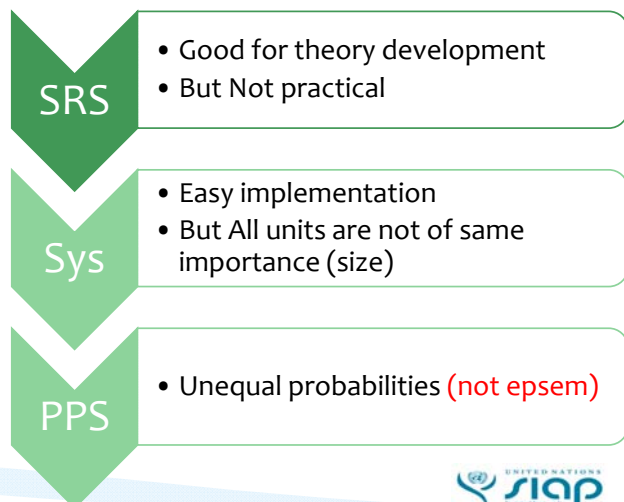 SRS
• Good for theory development
• But Not practical
Sys
• Easy implementation
• But All units are not of same
importance (size)
PPS
• Unequal probabilities (not epsem)
UNITED NATIONS
siap